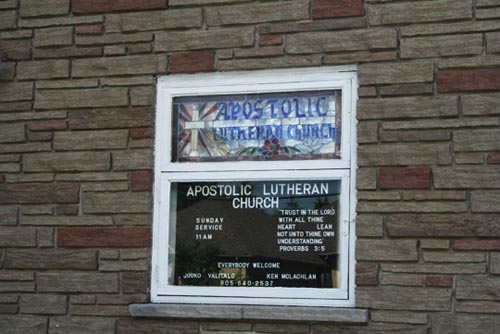 APOSTOLIC
LUTHERAN CHURCH
APOSTOLIC LUTHERAN
CHURCH
SUNDAY
SERVICE
11AM
"TRUST IN THE LORD
WITH ALL THINE
HEART LEAN
NOT UNTO THINE OWN
UNDERSTANDING"
PROVERBS 3:5
EVERYBODY WELCOME
JOUKO VALITALO KEN MCLACHLAN
905-640-2537